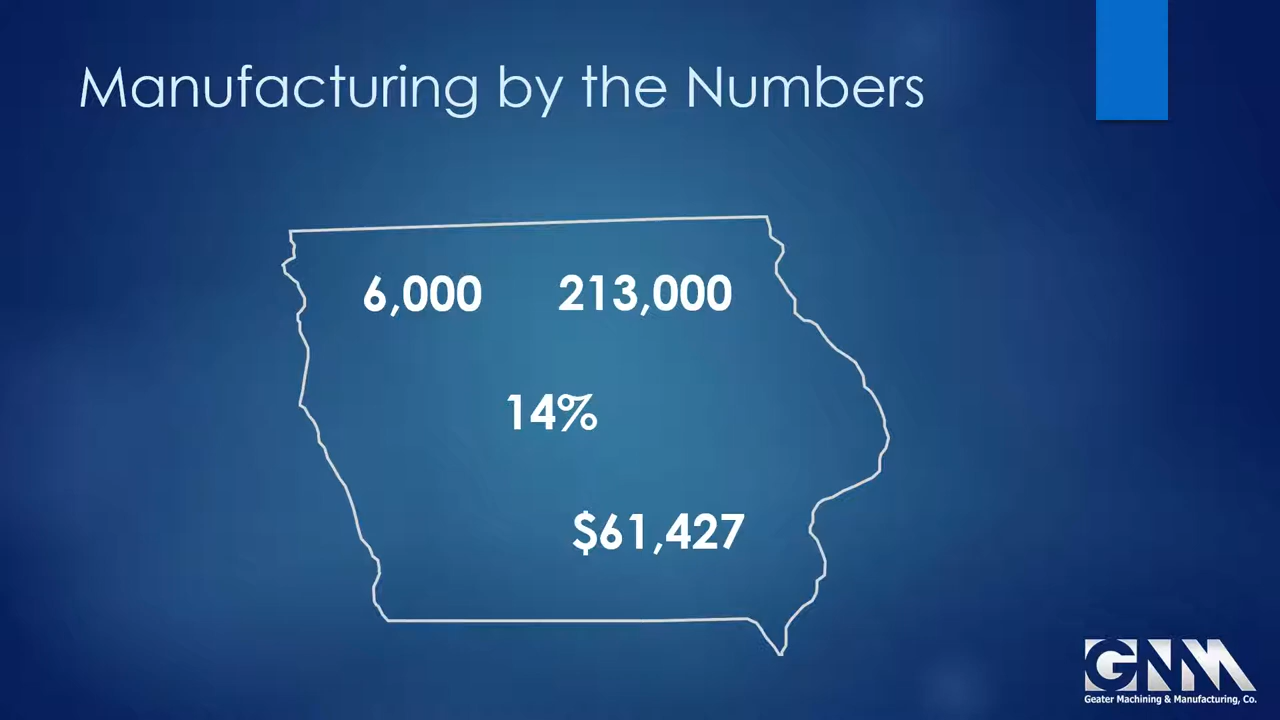 Manufacturing by the Numbers
6,000 213,000
14%
$61,427
GMM
Geater Machining & Manufacturing, Co.